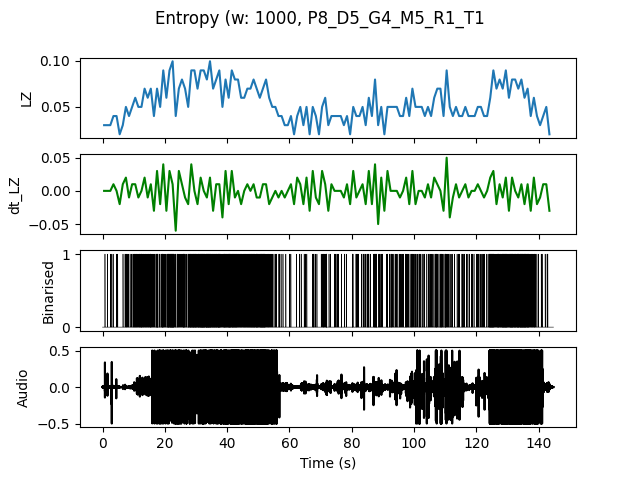 Entropy (w: 1000, P8_D5_G4_M5_R1_T1
0.10
0.05
LZ
0.05
0.00
−0.05
dt_LZ
1
0
Binarised
0.5
0.0
−0.5
Audio
0 20 40 60 80 100 120 140
Time (s)